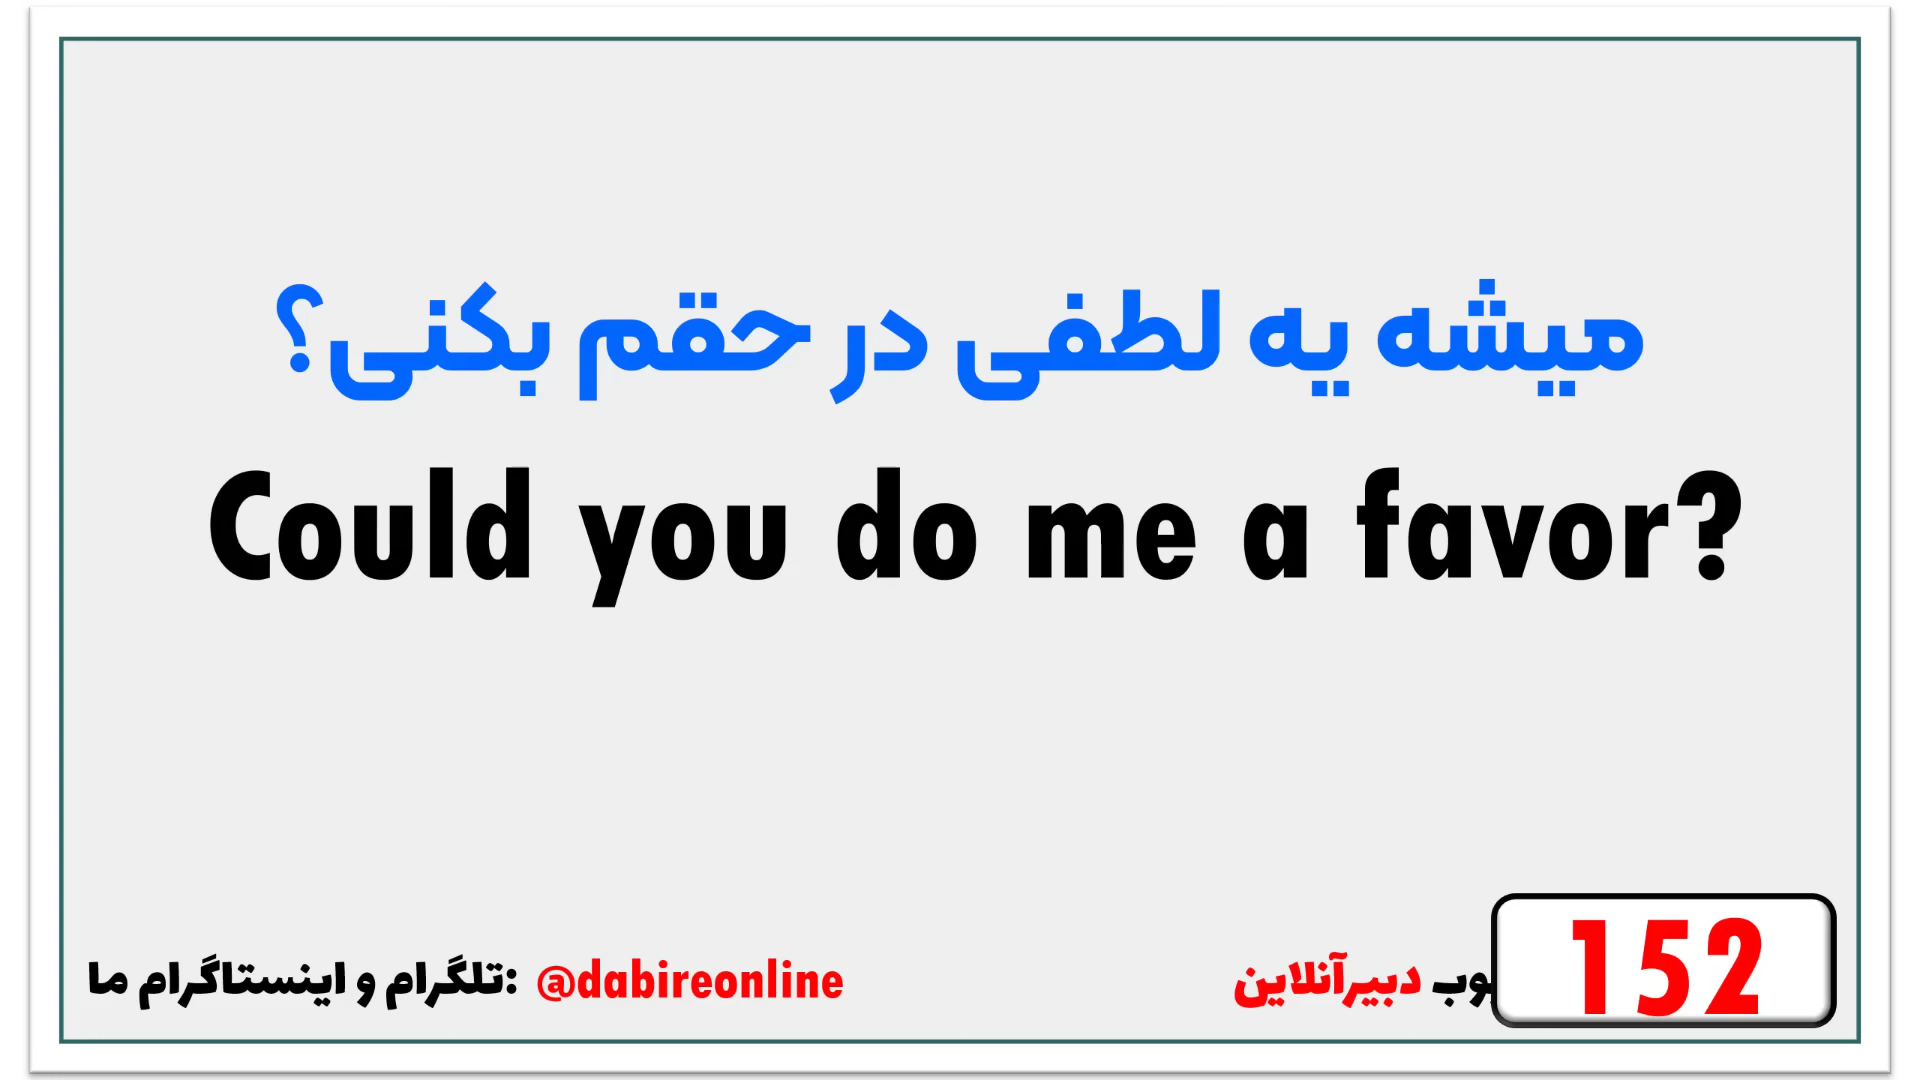 میشه یه لطفی در حقم بکنی؟
Could you do me a favor?
تلگرام و اینستاگرام ما: @dabireonline
دبیرآنلاین
152